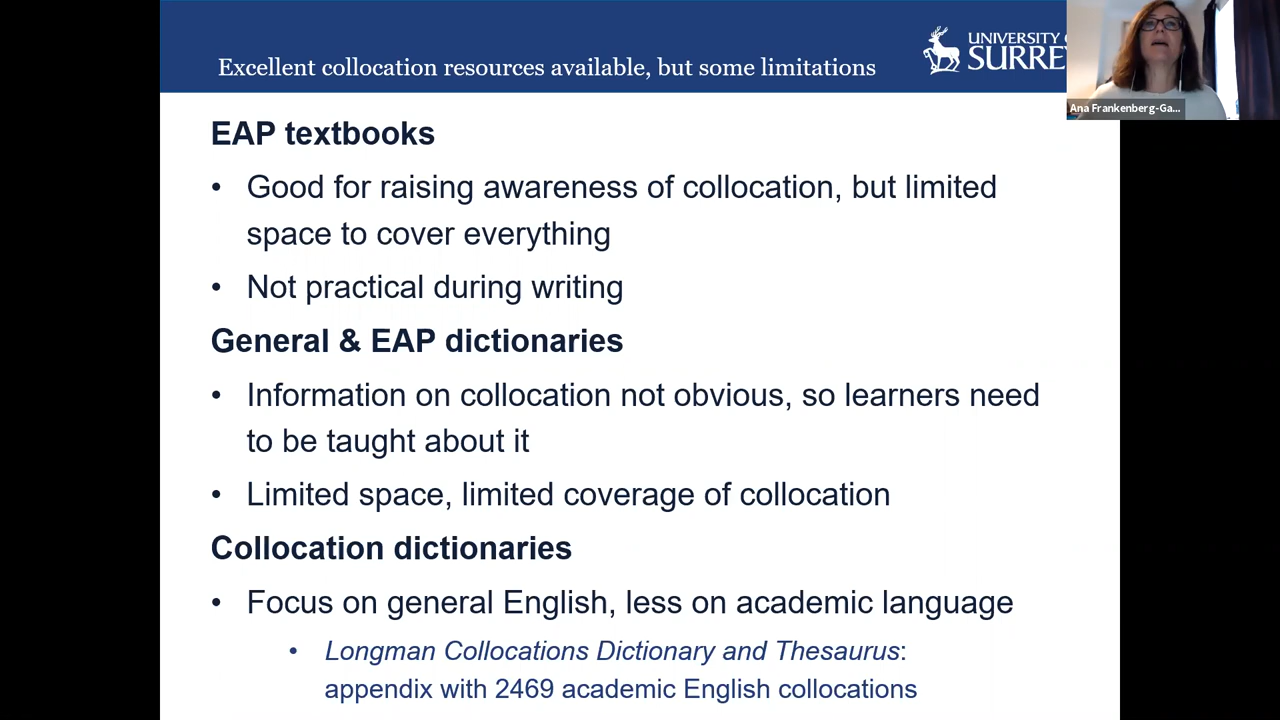 Excellent collocation resources available, but some limitations
UNIVERSITY O
SURRE
Ana Frankenberg-Ga...
EAP textbooks
• Good for raising awareness of collocation, but limited
space to cover everything
• Not practical during writing
General & EAP dictionaries
• Information on collocation not obvious, so learners need
to be taught about it
• Limited space, limited coverage of collocation
Collocation dictionaries
• Focus on general English, less on academic language
• Longman Collocations Dictionary and Thesaurus:
appendix with 2469 academic English collocations